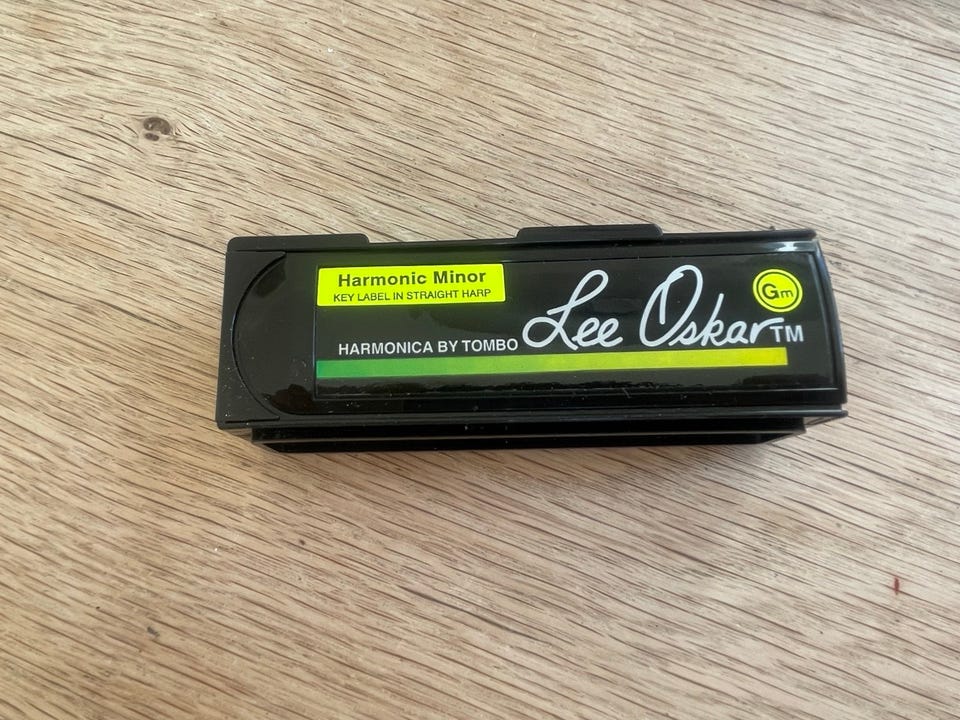 Harmonic Minor
KEY LABEL IN STRAIGHT HARP
HARMONICA BY TOMBO Lee Oskar TM
Gm